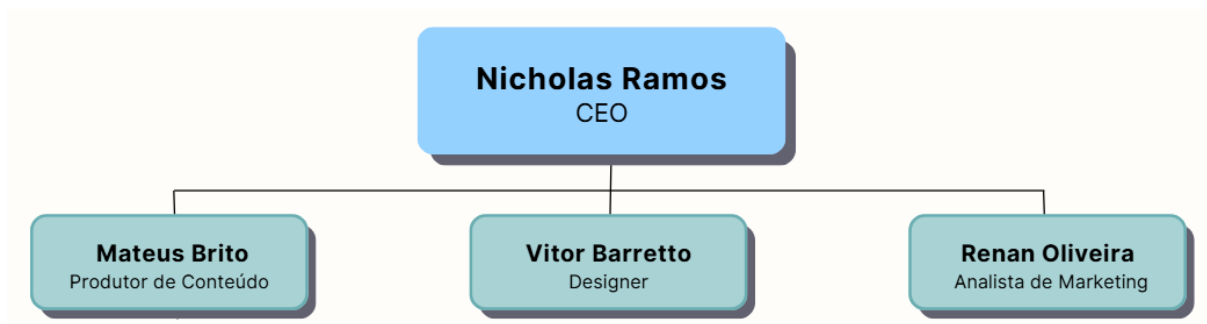 Nicholas Ramos
CEO
Mateus Brito
Produtor de Conteúdo
Vitor Barretto
Designer
Renan Oliveira
Analista de Marketing